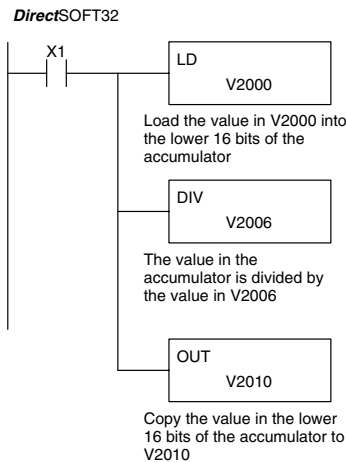 DirectSOFT32
X1
LD
V2000
Load the value in V2000 into
the lower 16 bits of the
accumulator
DIV
V2006
The value in the
accumulator is divided by
the value in V2006
OUT
V2010
Copy the value in the lower
16 bits of the accumulator to
V2010